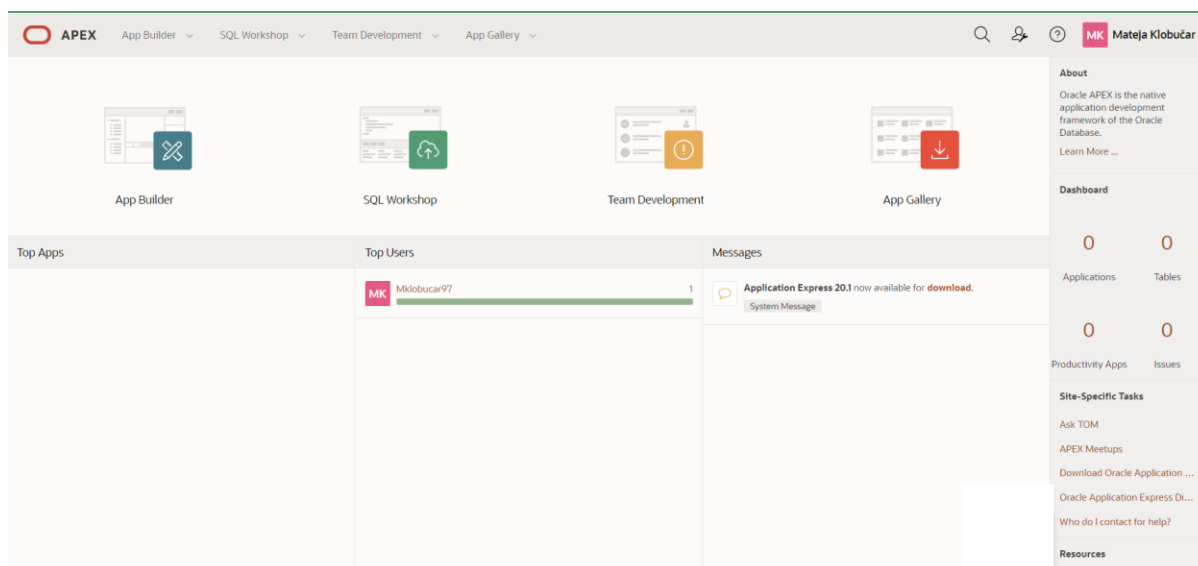 APEX App Builder SQL Workshop Team Development App Gallery MK Mateja Klobučar
App Builder SQL Workshop Team Development App Gallery
Top Apps Top Users Messages
MK Mklobucar97 1
Application Express 20.1 now available for download.
System Message
About
Oracle APEX is the native
application development
framework of the Oracle
Database.
Learn More ...
Dashboard
0 0
Applications Tables
0 0
Productivity Apps Issues
Site-Specific Tasks
Ask TOM
APEX Meetups
Download Oracle Application ...
Oracle Application Express Di...
Who do I contact for help?
Resources